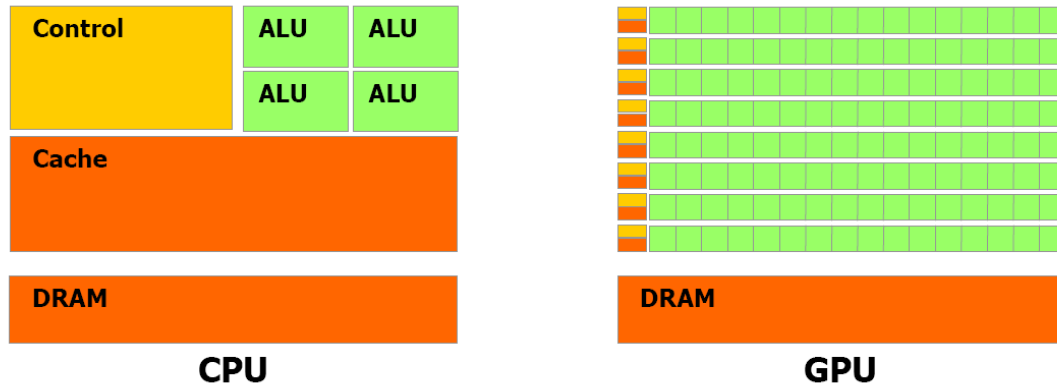 Control
ALU ALU
ALU ALU
Cache
DRAM
CPU
DRAM
GPU